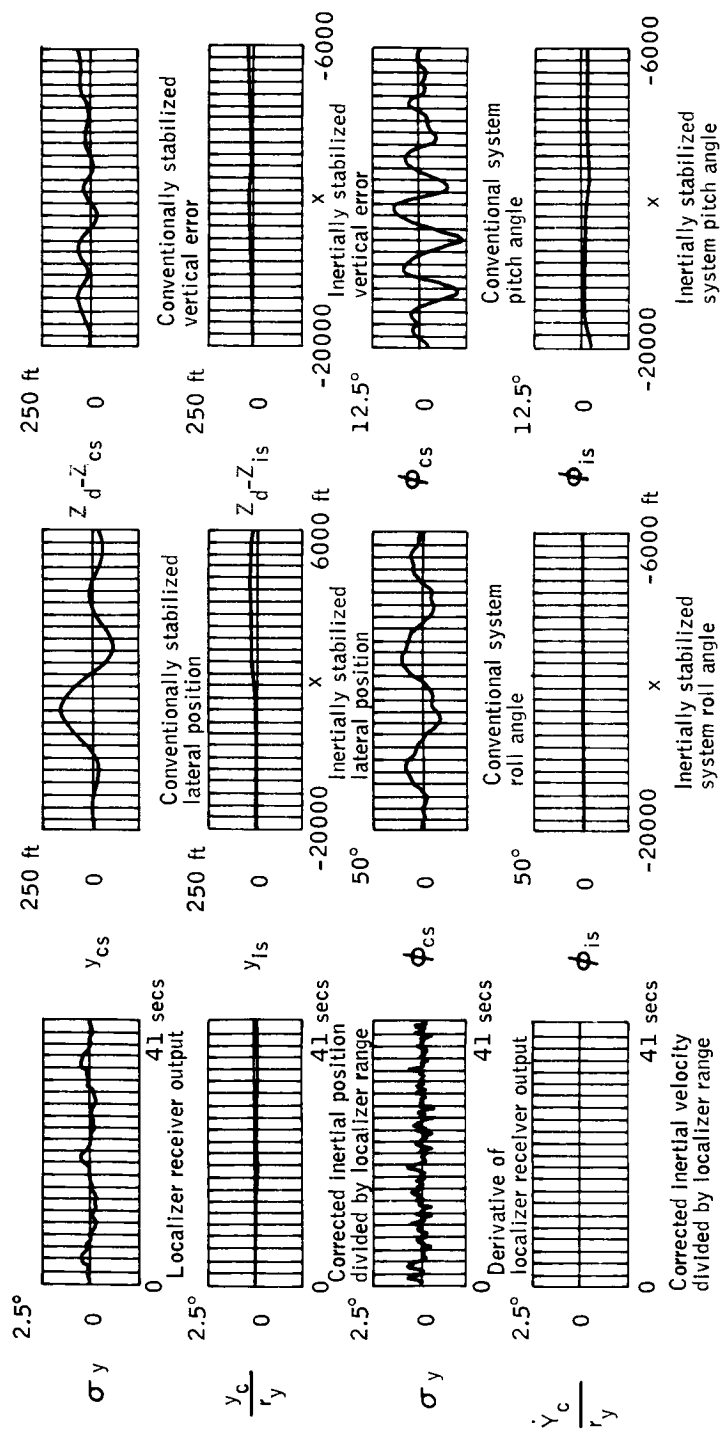 2.5°
σy
0
0
41 secs
Localizer receiver output
2.5°
yc
ry
0
0
41 secs
Corrected inertial position
divided by localizer range
2.5°
σy
0
0
41 secs
Derivative of
localizer receiver output
2.5°
Ẏc
ry
0
0
41 secs
Corrected inertial velocity
divided by localizer range
250 ft
ycs
0
Conventionally stabilized
lateral position
250 ft
yIs
0
-20000
x
6000 ft
Inertially stabilized
lateral position
50°
ϕcs
0
Conventional system
roll angle
50°
ϕis
0
-20000
x
-6000 ft
Inertially stabilized
system roll angle
250 ft
Zd-Zcs
0
Conventionally stabilized
vertical error
250 ft
Zd-Zis
0
-20000
x
-6000
Inertially stabilized
vertical error
12.5°
ϕcs
0
Conventional system
pitch angle
12.5°
ϕis
0
-20000
x
-6000
Inertially stabilized
system pitch angle